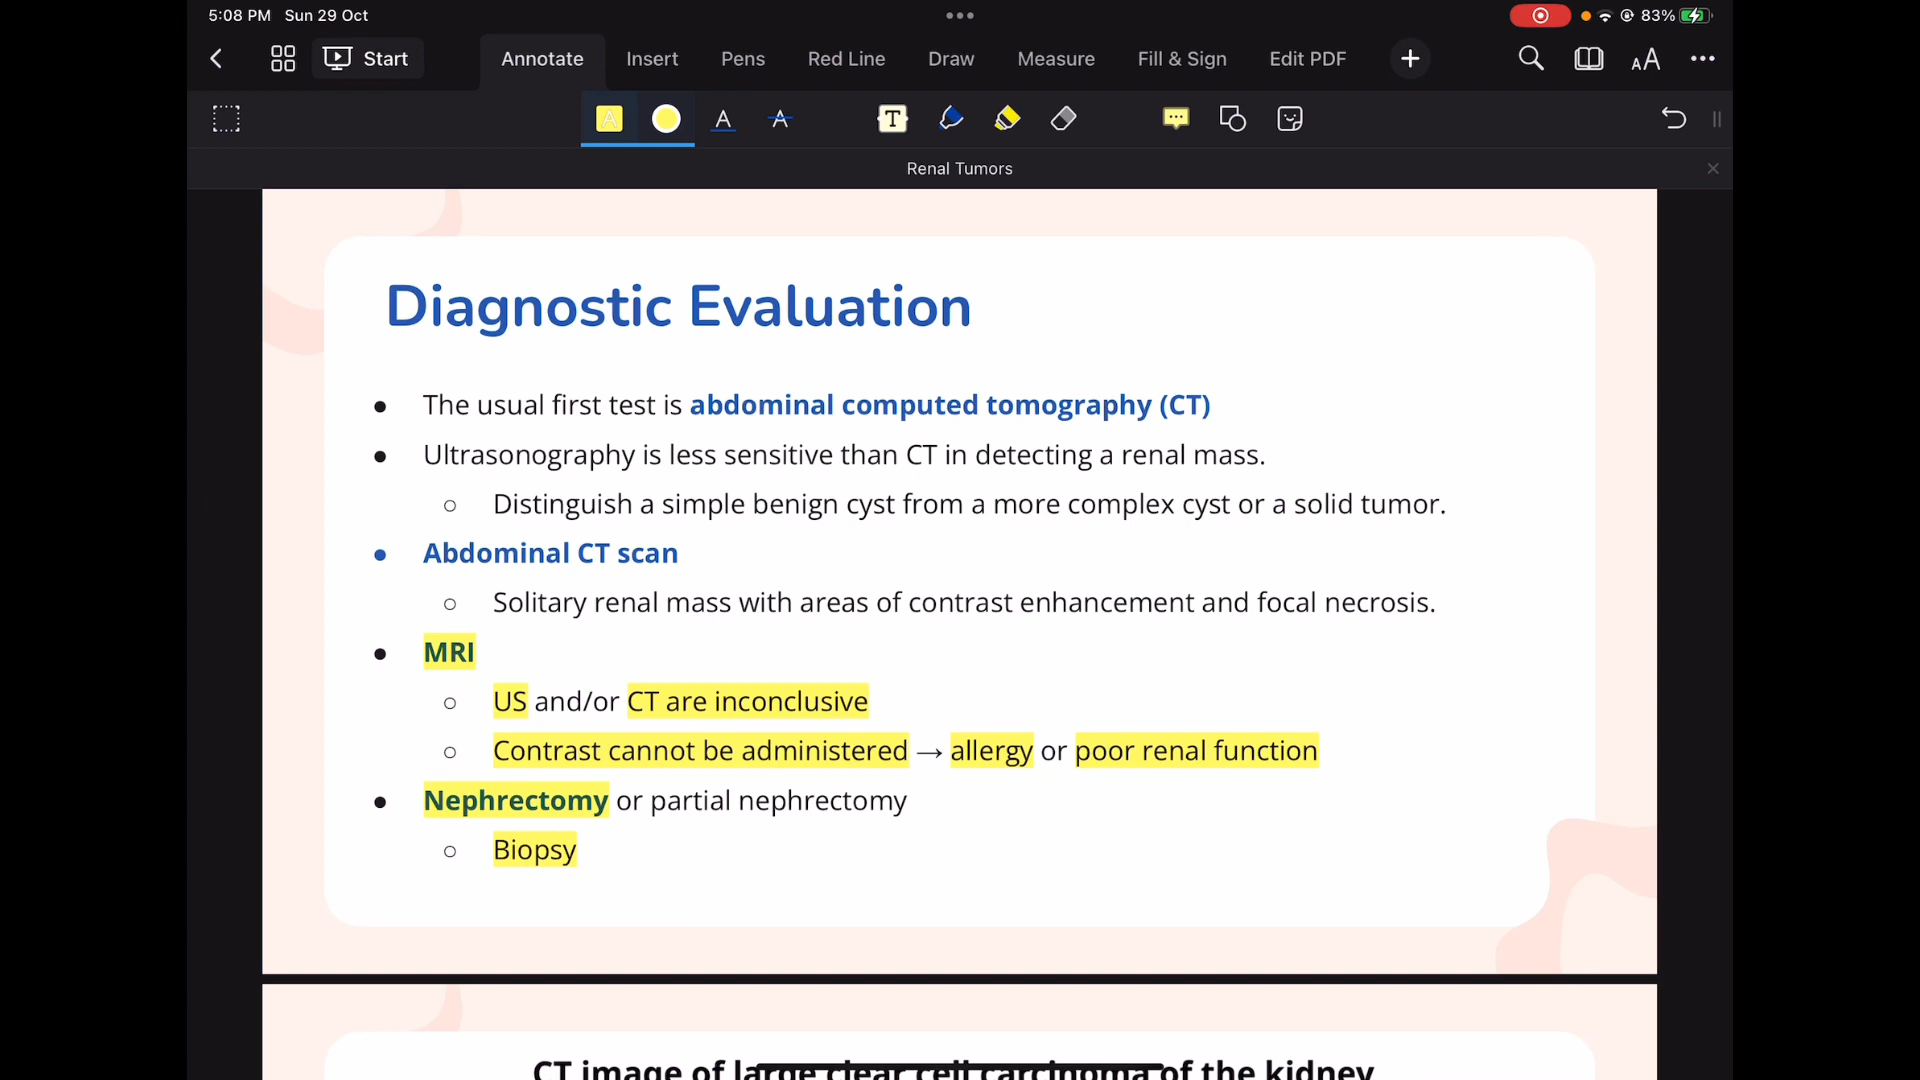 5:08 PM Sun 29 Oct
83%
Start
Annotate Insert Pens Red Line Draw Measure Fill & Sign Edit PDF
Renal Tumors
Diagnostic Evaluation
● The usual first test is abdominal computed tomography (CT)
● Ultrasonography is less sensitive than CT in detecting a renal mass.
○ Distinguish a simple benign cyst from a more complex cyst or a solid tumor.
● Abdominal CT scan
○ Solitary renal mass with areas of contrast enhancement and focal necrosis.
● MRI
○ US and/or CT are inconclusive
○ Contrast cannot be administered → allergy or poor renal function
● Nephrectomy or partial nephrectomy
○ Biopsy
CT image of large clear cell carcinoma of the kidney